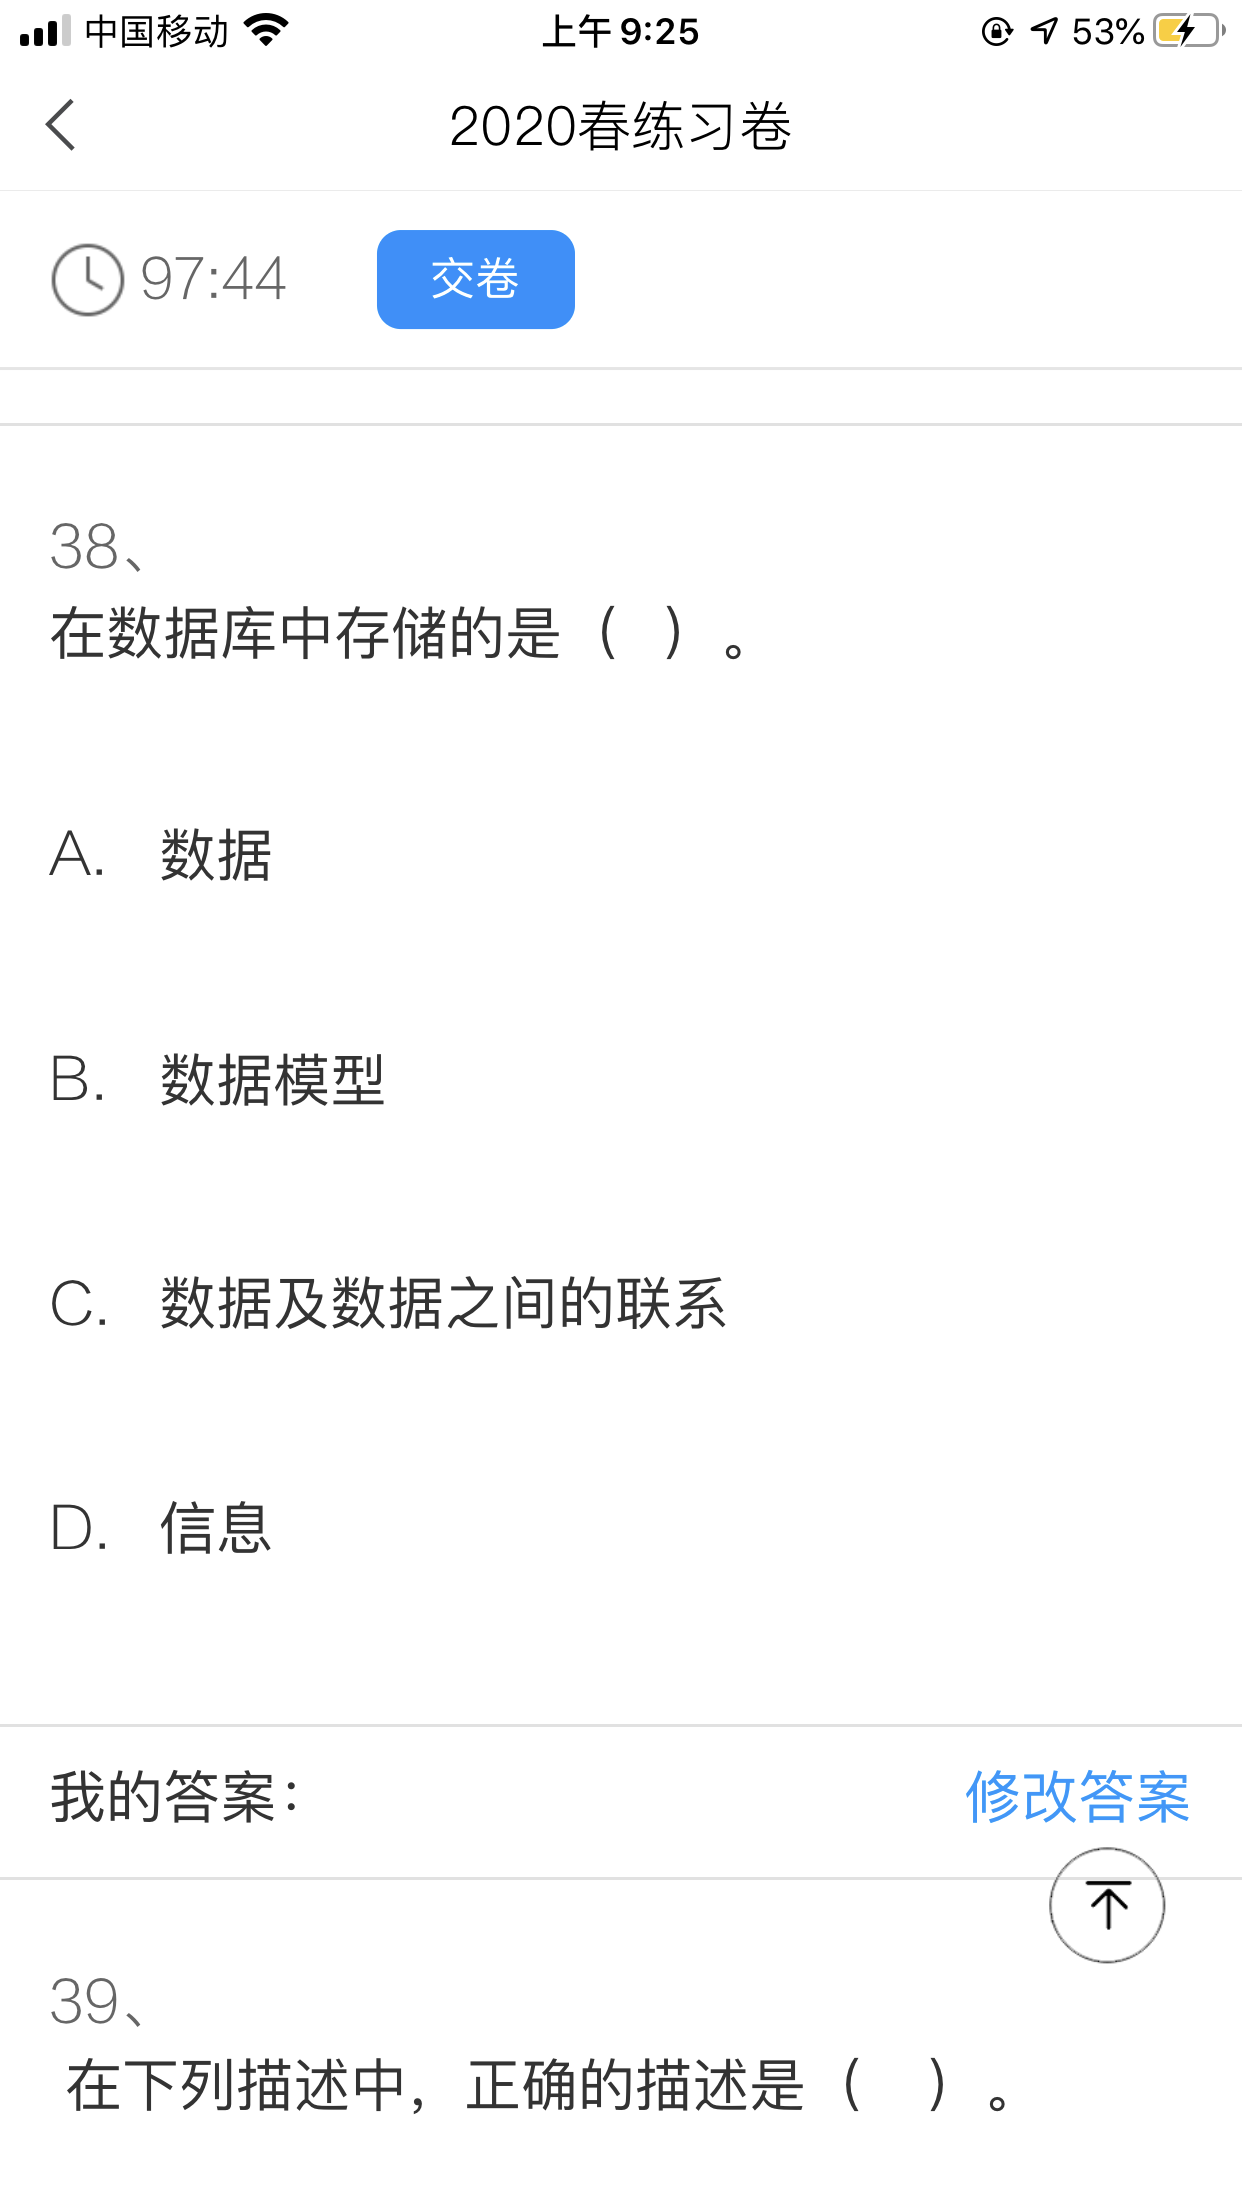 中国移动 上午 9:25 53%
2020春练习卷
97:44 交卷
38、
在数据库中存储的是（ ）。
A. 数据
B. 数据模型
C. 数据及数据之间的联系
D. 信息
我的答案： 修改答案
39、
在下列描述中，正确的描述是（ ）。